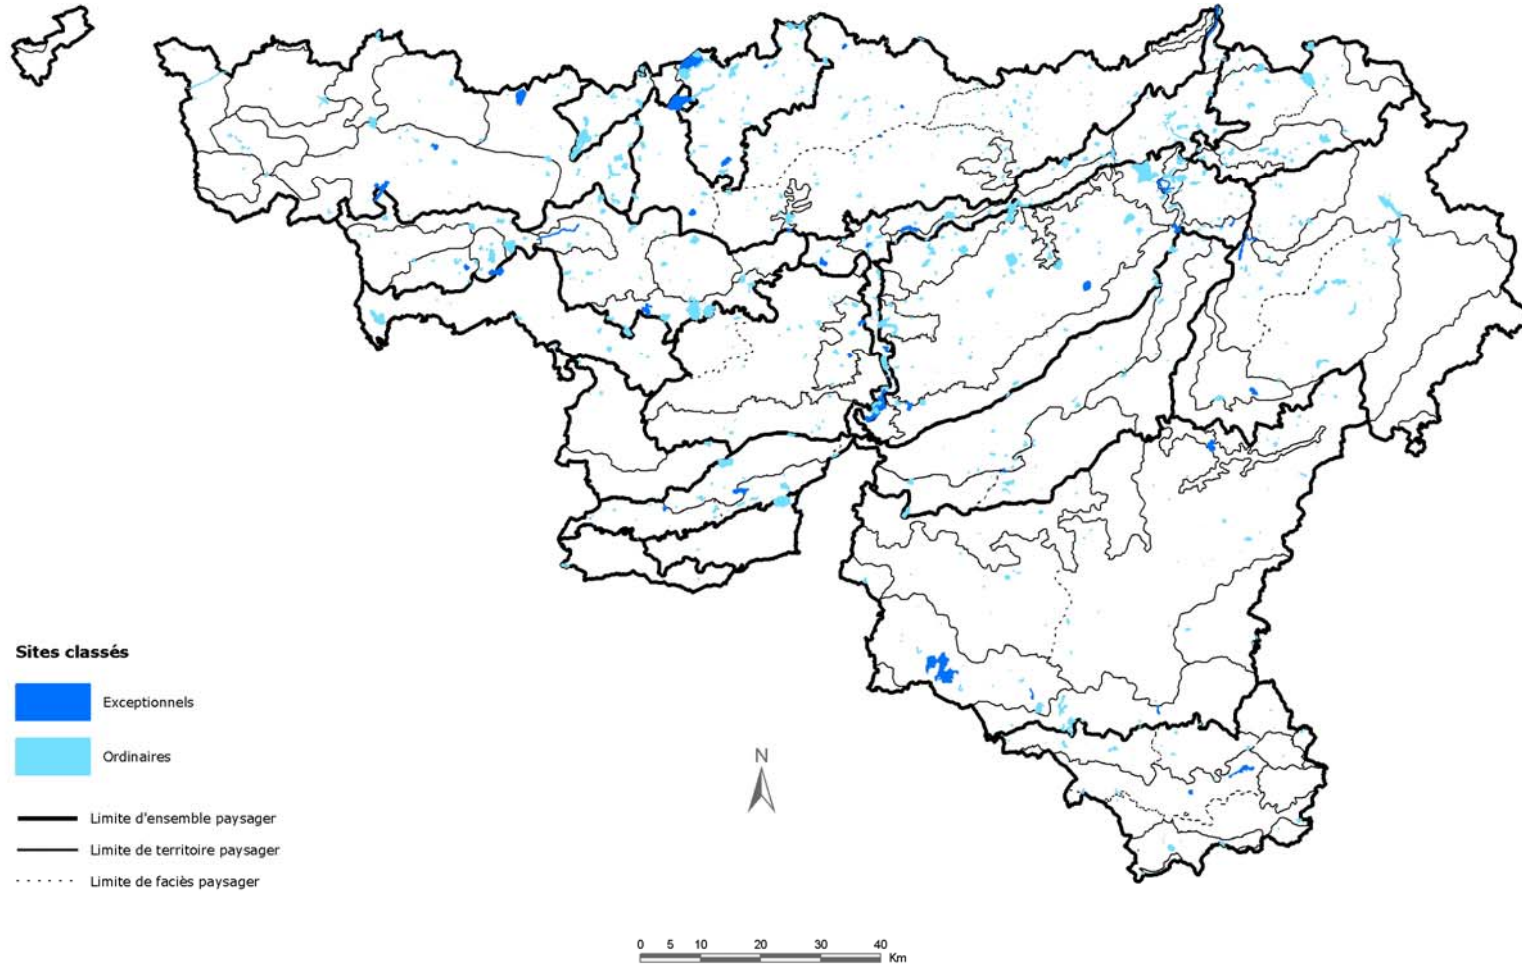 Sites classés
Exceptionnels
Ordinaires
Limite d'ensemble paysager
Limite de territoire paysager
Limite de faciès paysager
N
0 5 10 20 30 40
Km